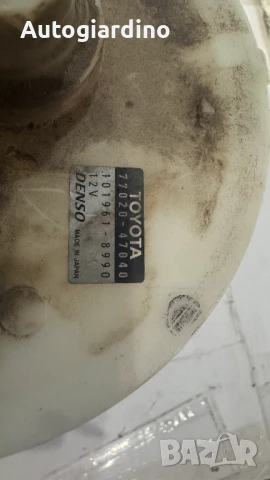 Autogiardino
TOYOTA
77020-47040
101961-8990
12V
DENSO MADE IN JAPAN
BAZAR